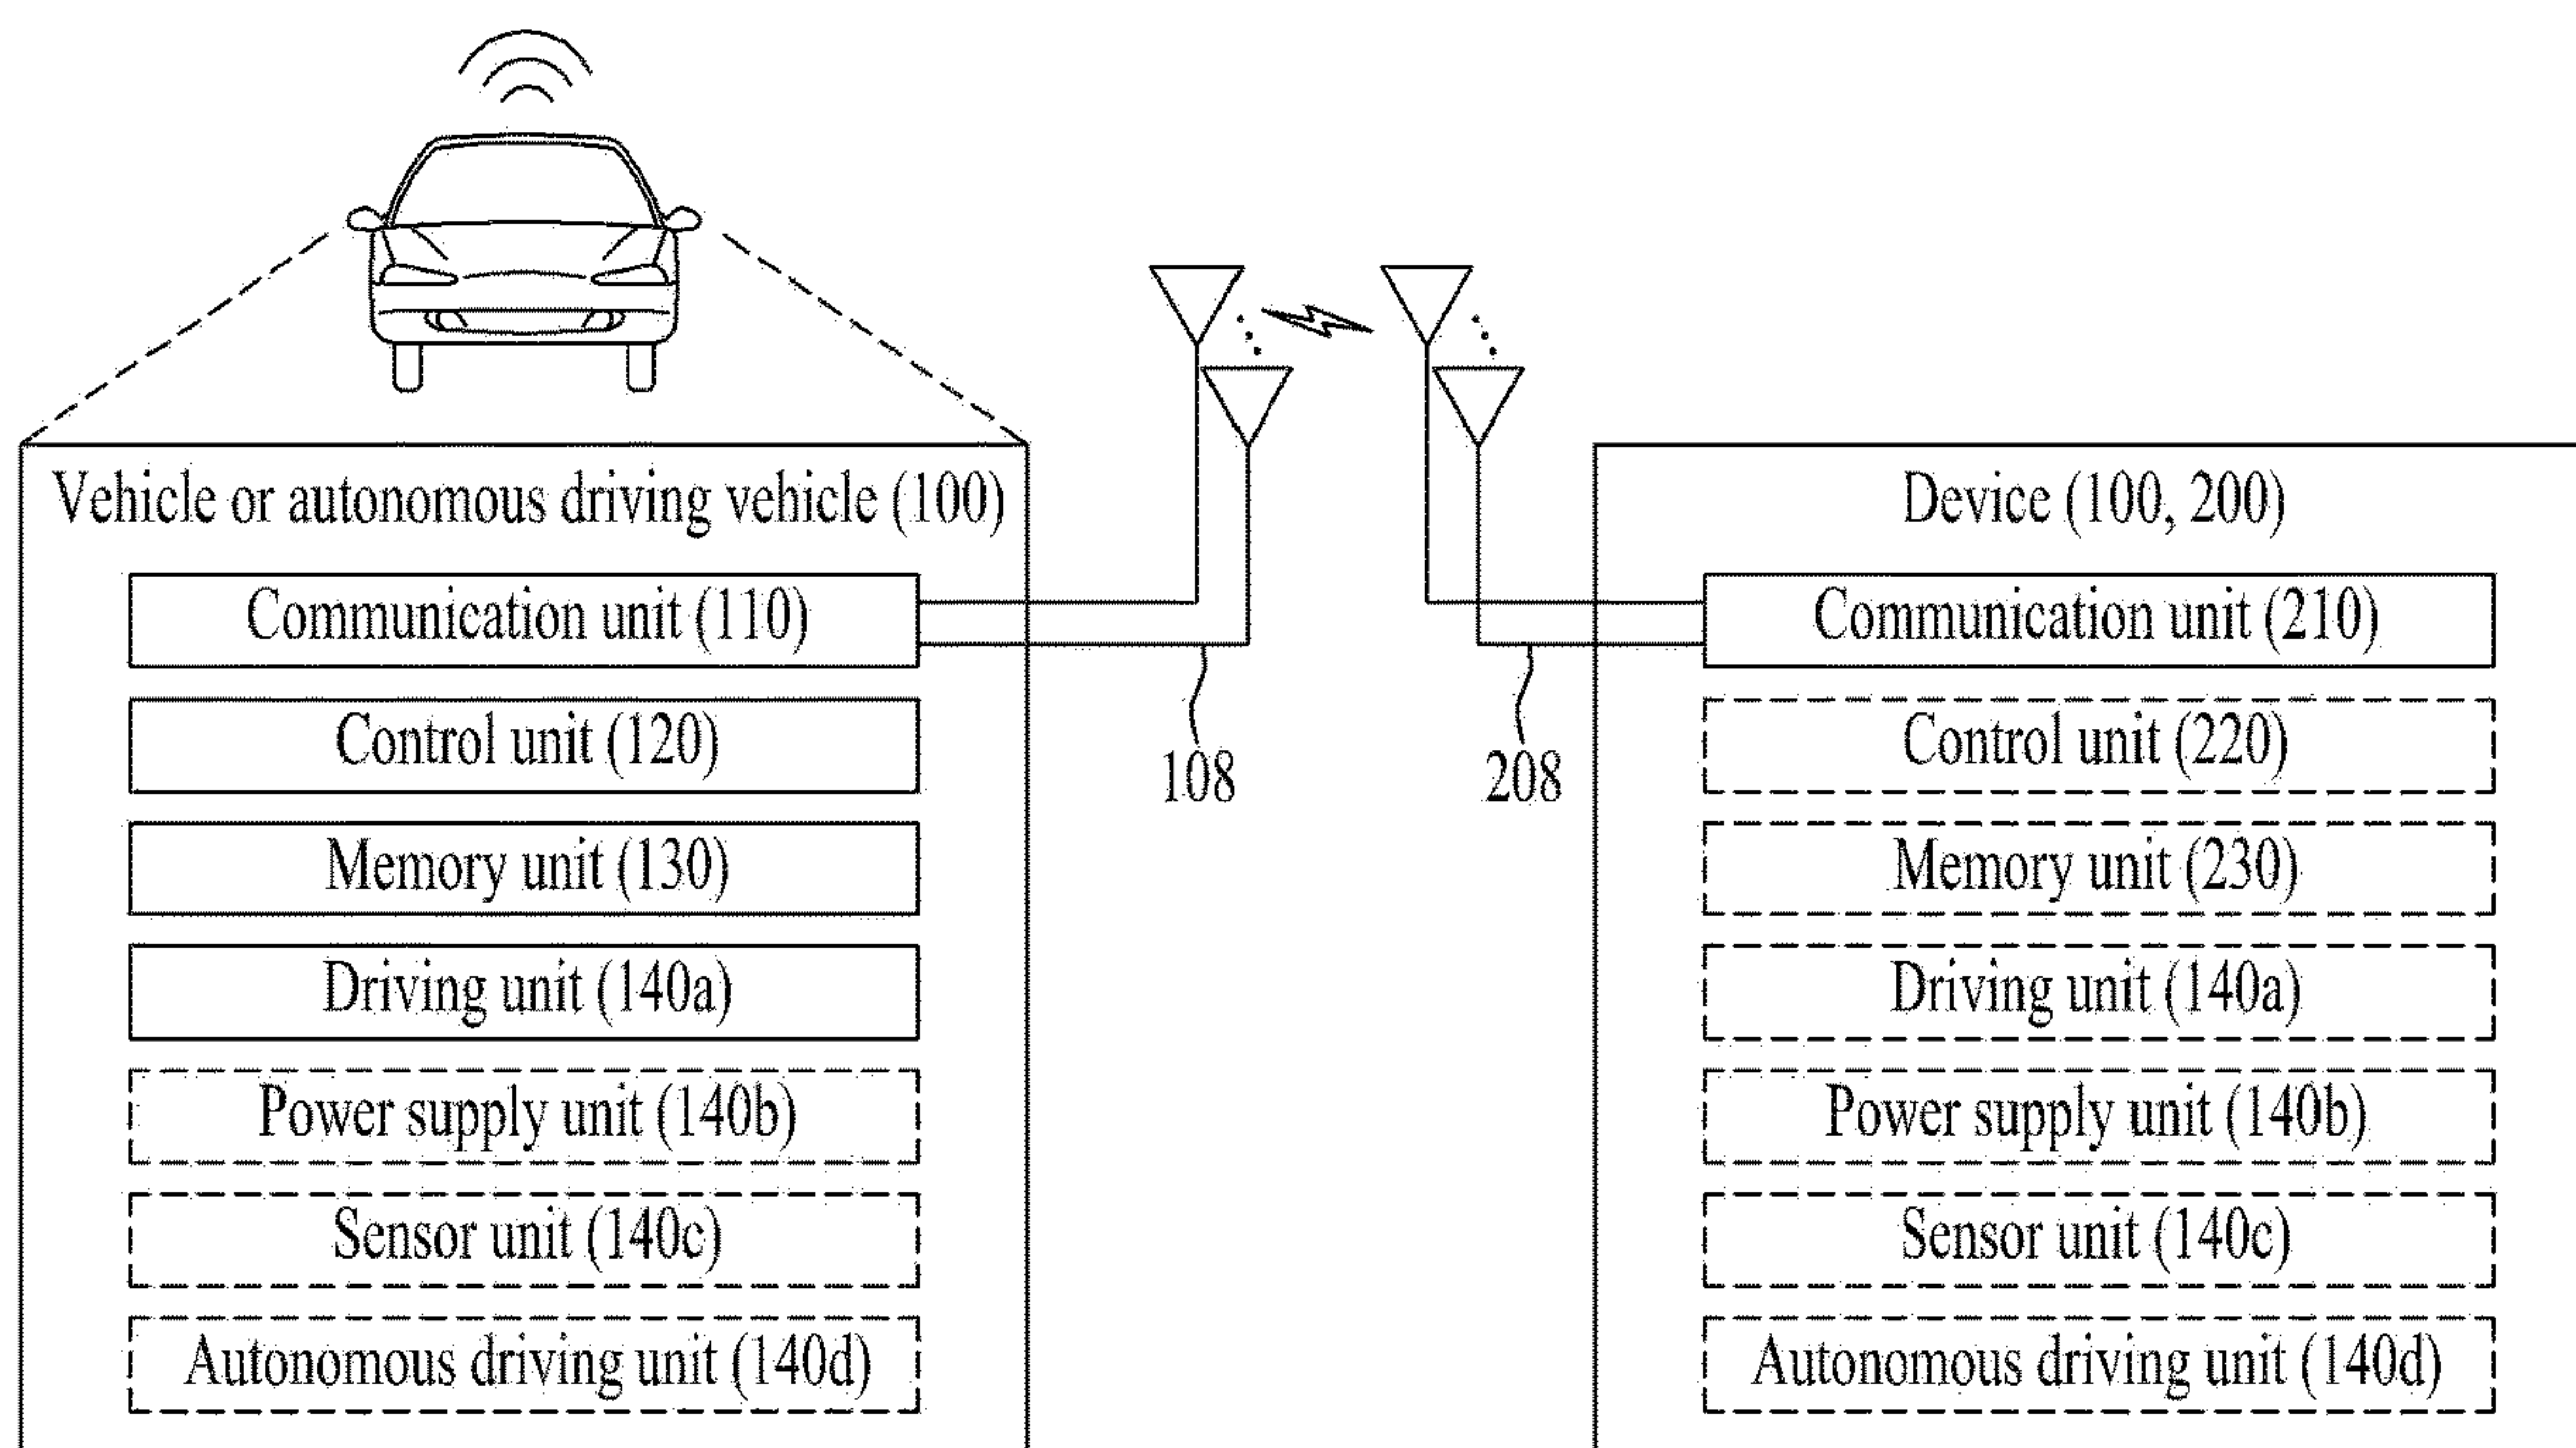 Vehicle or autonomous driving vehicle (100)
Communication unit (110)
Control unit (120)
Memory unit (130)
Driving unit (140a)
Power supply unit (140b)
Sensor unit (140c)
Autonomous driving unit (140d)
108
208
Device (100, 200)
Communication unit (210)
Control unit (220)
Memory unit (230)
Driving unit (140a)
Power supply unit (140b)
Sensor unit (140c)
Autonomous driving unit (140d)